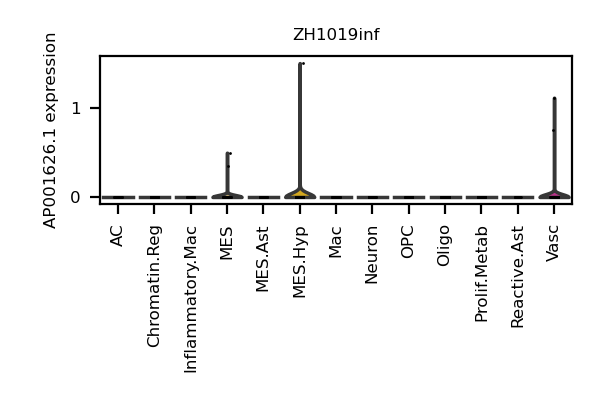 ZH1019inf
AP001626.1 expression
1
0
AC
Chromatin.Reg
Inflammatory.Mac
MES
MES.Ast
MES.Hyp
Mac
Neuron
OPC
Oligo
Prolif.Metab
Reactive.Ast
Vasc